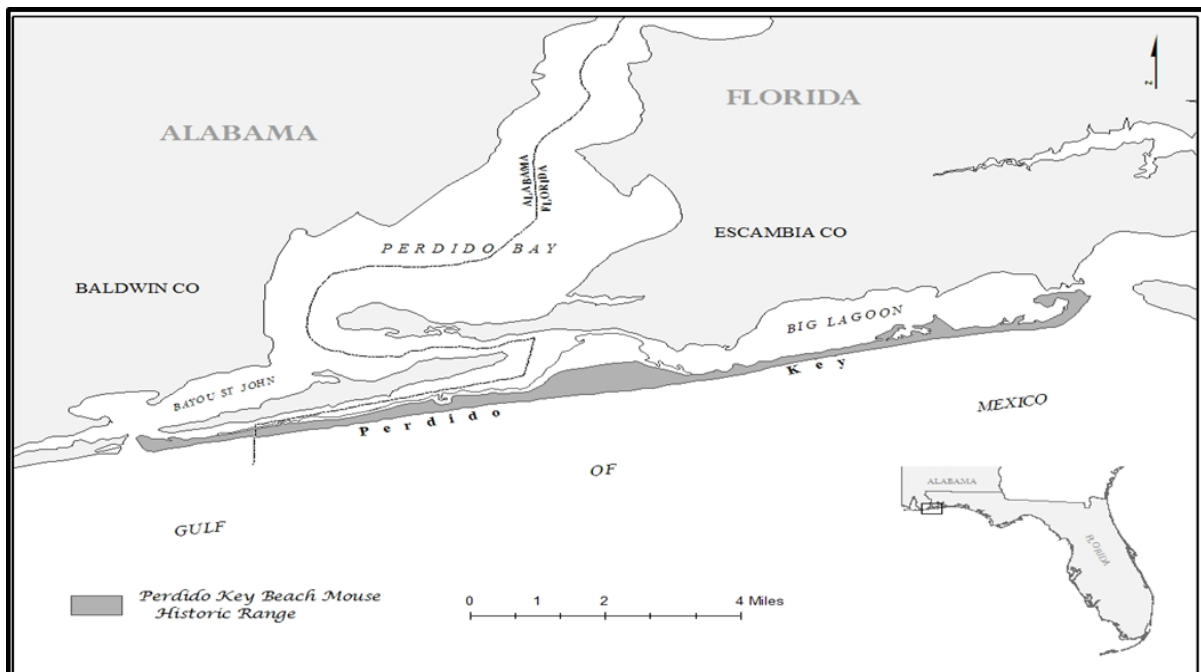 ALABAMA
FLORIDA
N
ALABAMA
FLORIDA
PERDIDO BAY
ESCAMBIA CO
BALDWIN CO
BIG LAGOON
BAYOU ST JOHN
Perdido Key
GULF OF MEXICO
ALABAMA
FLORIDA
Perdido Key Beach Mouse
Historic Range
0 1 2 4 Miles